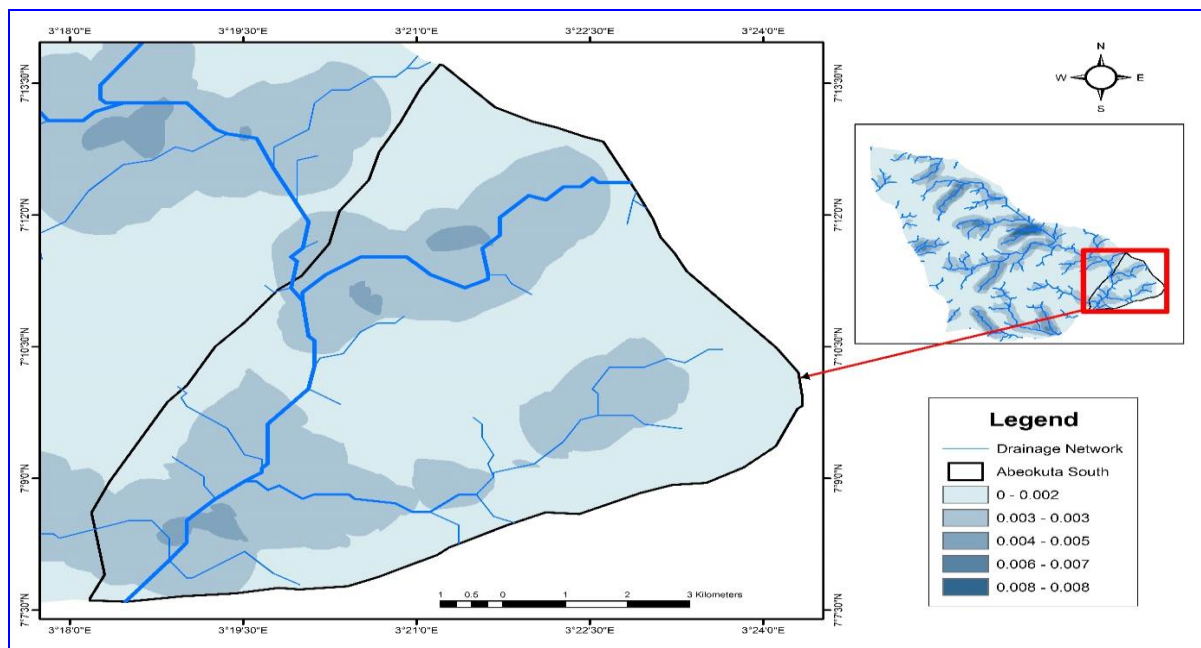 3°18'0"E 3°19'30"E 3°21'0"E 3°22'30"E 3°24'0"E
N
W E
S
7°13'30"N 7°13'30"N
7°12'0"N 7°12'0"N
7°10'30"N 7°10'30"N
7°9'0"N 7°9'0"N
7°7'30"N 7°7'30"N
Legend
Drainage Network
Abeokuta South
0 - 0.002
0.003 - 0.003
0.004 - 0.005
0.006 - 0.007
0.008 - 0.008
1 0.5 0 1 2 3 Kilometers
3°18'0"E 3°19'30"E 3°21'0"E 3°22'30"E 3°24'0"E